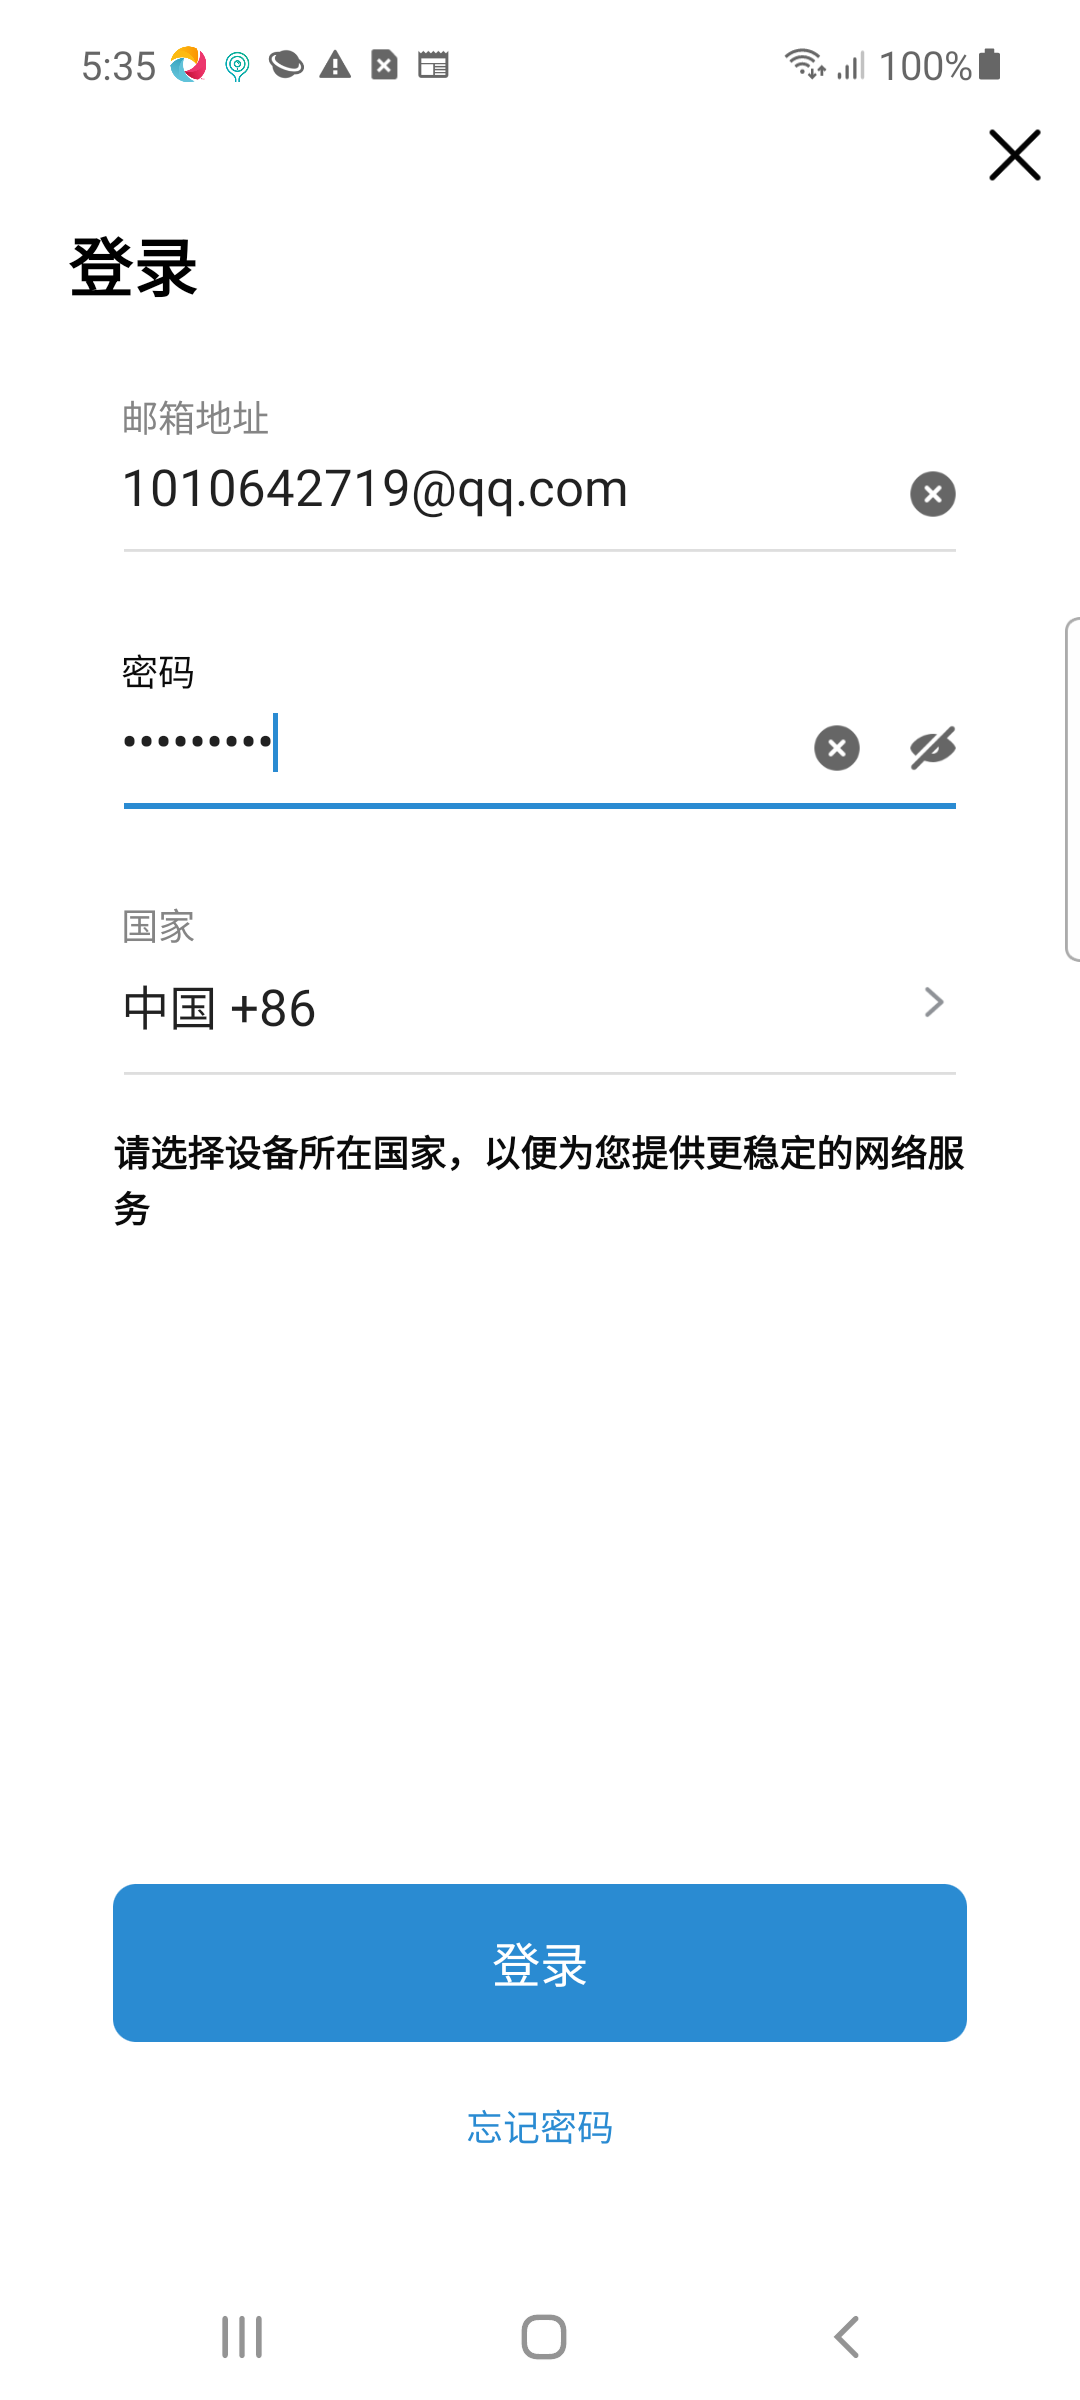 5:35
100%
登录
邮箱地址
1010642719@qq.com
密码
•••••••••
国家
中国 +86
请选择设备所在国家，以便为您提供更稳定的网络服
务
登录
忘记密码